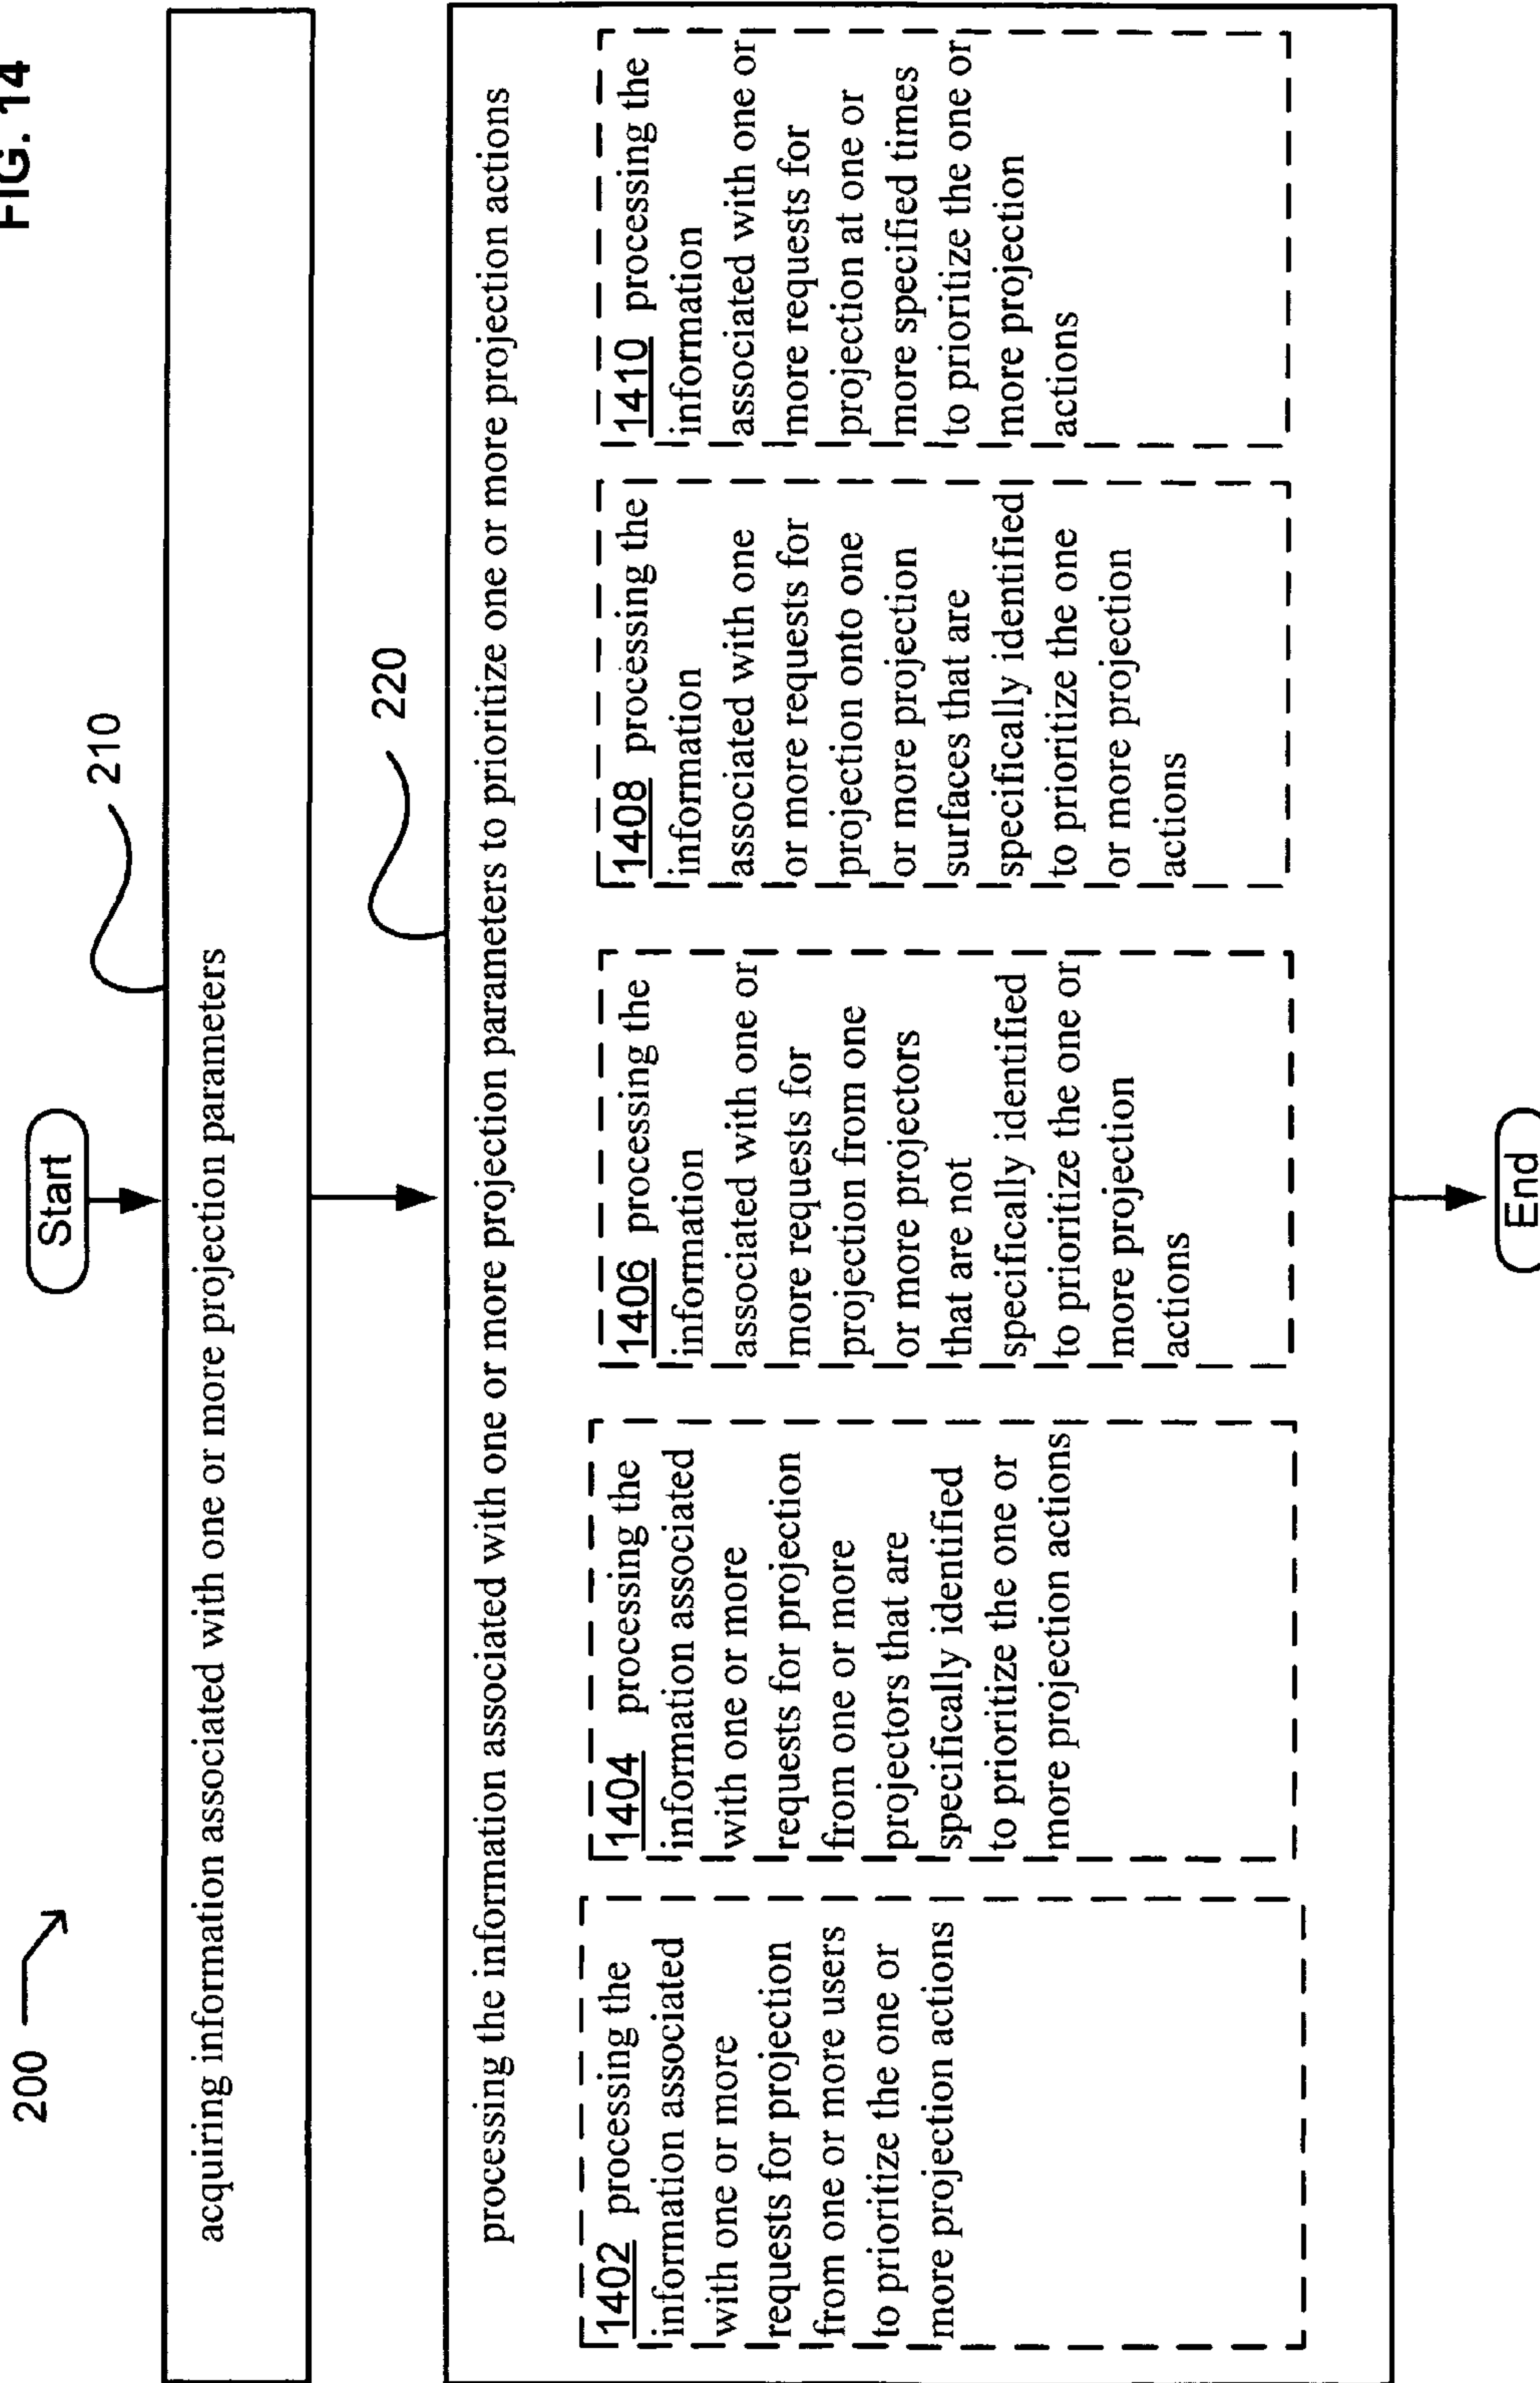 FIG. 14
200
Start
210
acquiring information associated with one or more projection parameters
220
processing the information associated with one or more projection parameters to prioritize one or more projection actions
1402 processing the
information associated
with one or more
requests for projection
from one or more users
to prioritize the one or
more projection actions
1404 processing the
information associated
with one or more
requests for projection
from one or more
projectors that are
specifically identified
to prioritize the one or
more projection actions
1406 processing the
information
associated with one or
more requests for
projection from one
or more projectors
that are not
specifically identified
to prioritize the one or
more projection
actions
1408 processing the
information
associated with one
or more requests for
projection onto one
or more projection
surfaces that are
specifically identified
to prioritize the one
or more projection
actions
1410 processing the
information
associated with one or
more requests for
projection at one or
more specified times
to prioritize the one or
more projection
actions
End